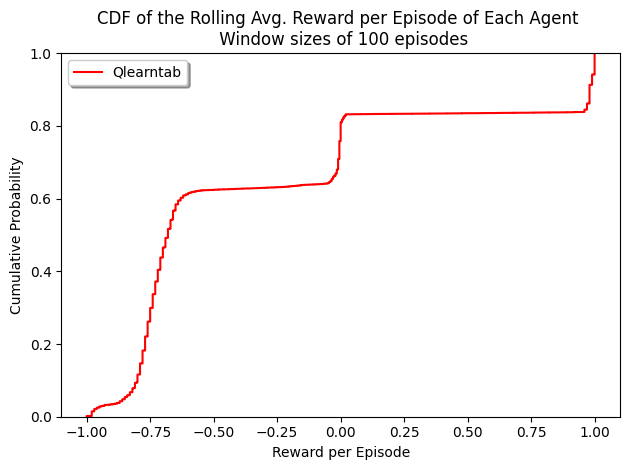 CDF of the Rolling Avg. Reward per Episode of Each Agent
Window sizes of 100 episodes
Qlearntab
1.0
0.8
0.6
0.4
0.2
0.0
Cumulative Probability
−1.00 −0.75 −0.50 −0.25 0.00 0.25 0.50 0.75 1.00
Reward per Episode